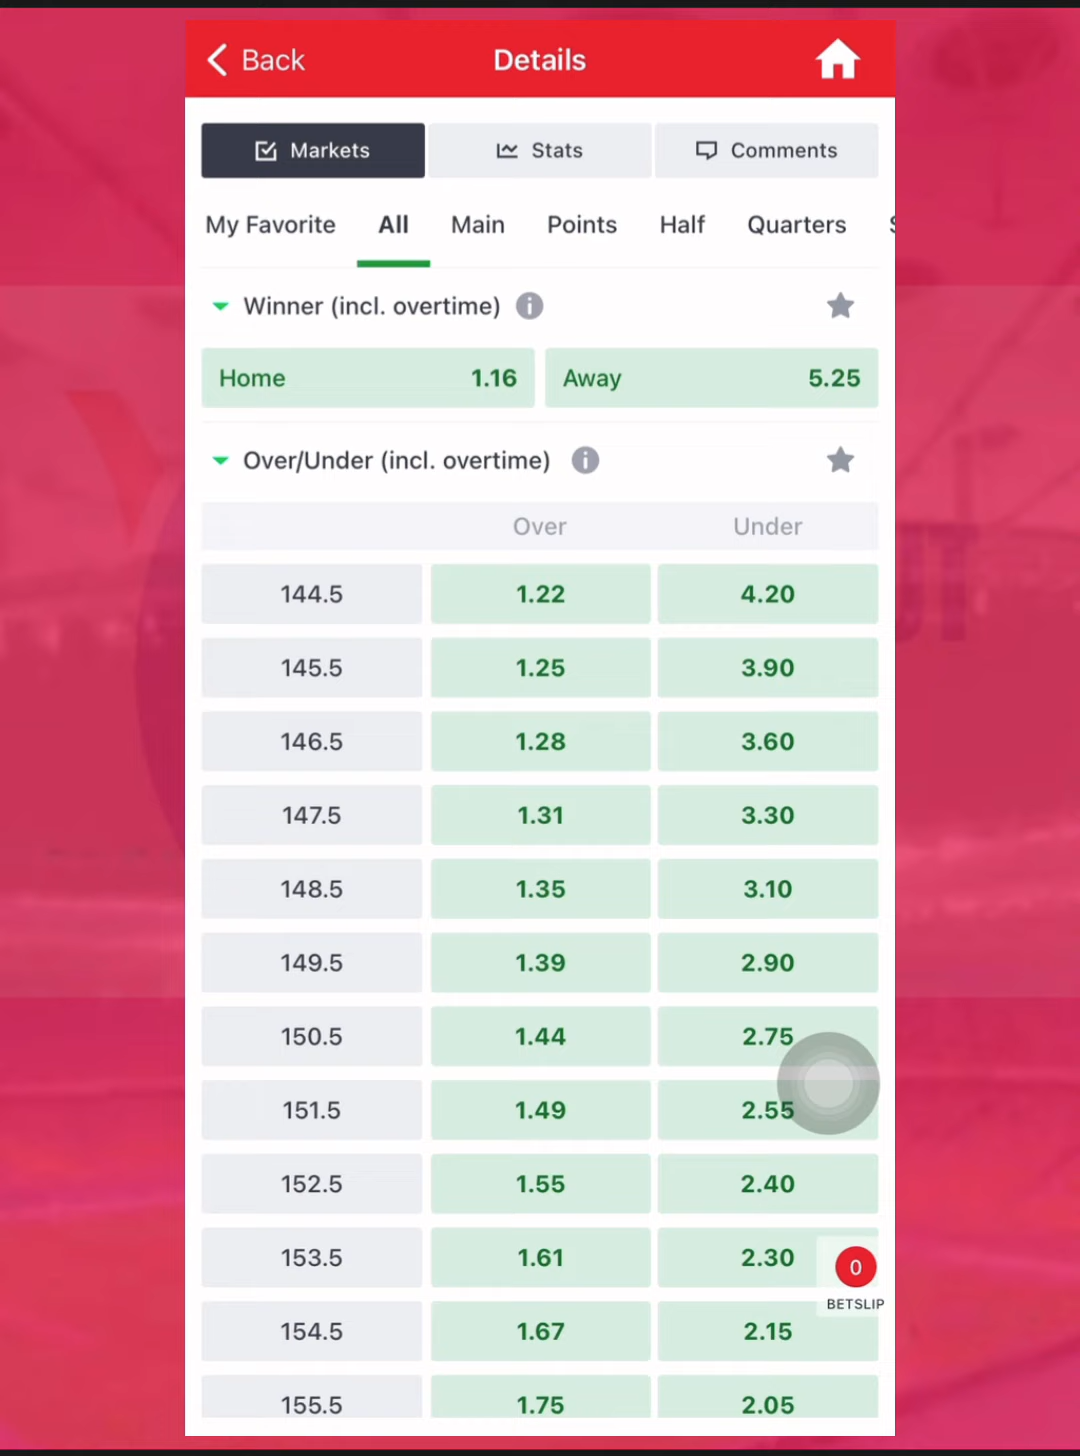 Back Details
Markets Stats Comments
My Favorite All Main Points Half Quarters
Winner (incl. overtime) i
Home 1.16 Away 5.25
Over/Under (incl. overtime) i
Over Under
144.5 1.22 4.20
145.5 1.25 3.90
146.5 1.28 3.60
147.5 1.31 3.30
148.5 1.35 3.10
149.5 1.39 2.90
150.5 1.44 2.75
151.5 1.49 2.55
152.5 1.55 2.40
153.5 1.61 2.30
0
BETSLIP
154.5 1.67 2.15
155.5 1.75 2.05